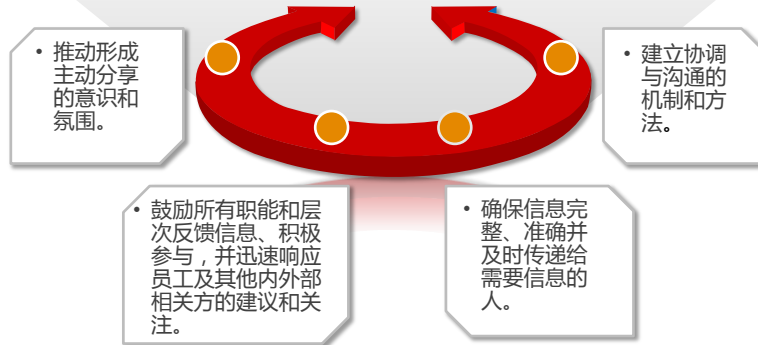 • 推动形成
主动分享
的意识和
氛围。
• 建立协调
与沟通的
机制和方
法。
• 鼓励所有职能和层
次反馈信息、积极
参与，并迅速响应
员工及其他内外部
相关方的建议和关
注。
• 确保信息完
整、准确并
及时传递给
需要信息的
人。